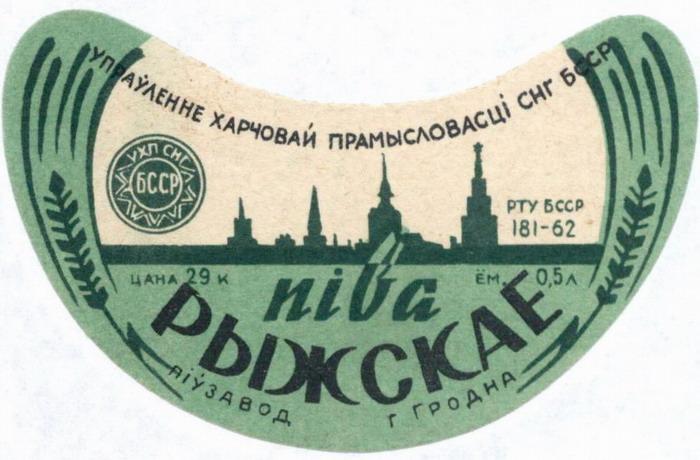 УПРАЎЛЕННЕ ХАРЧОВАЙ ПРАМЫСЛОВАСЦІ СНГ БССР
УХП СНГ
БССР
РТУ БССР
181-62
ЦАНА 29 К
ЁМ. 0,5Л
піва
РЫЖСКАЕ
ПІЎЗАВОД Г ГРОДНА